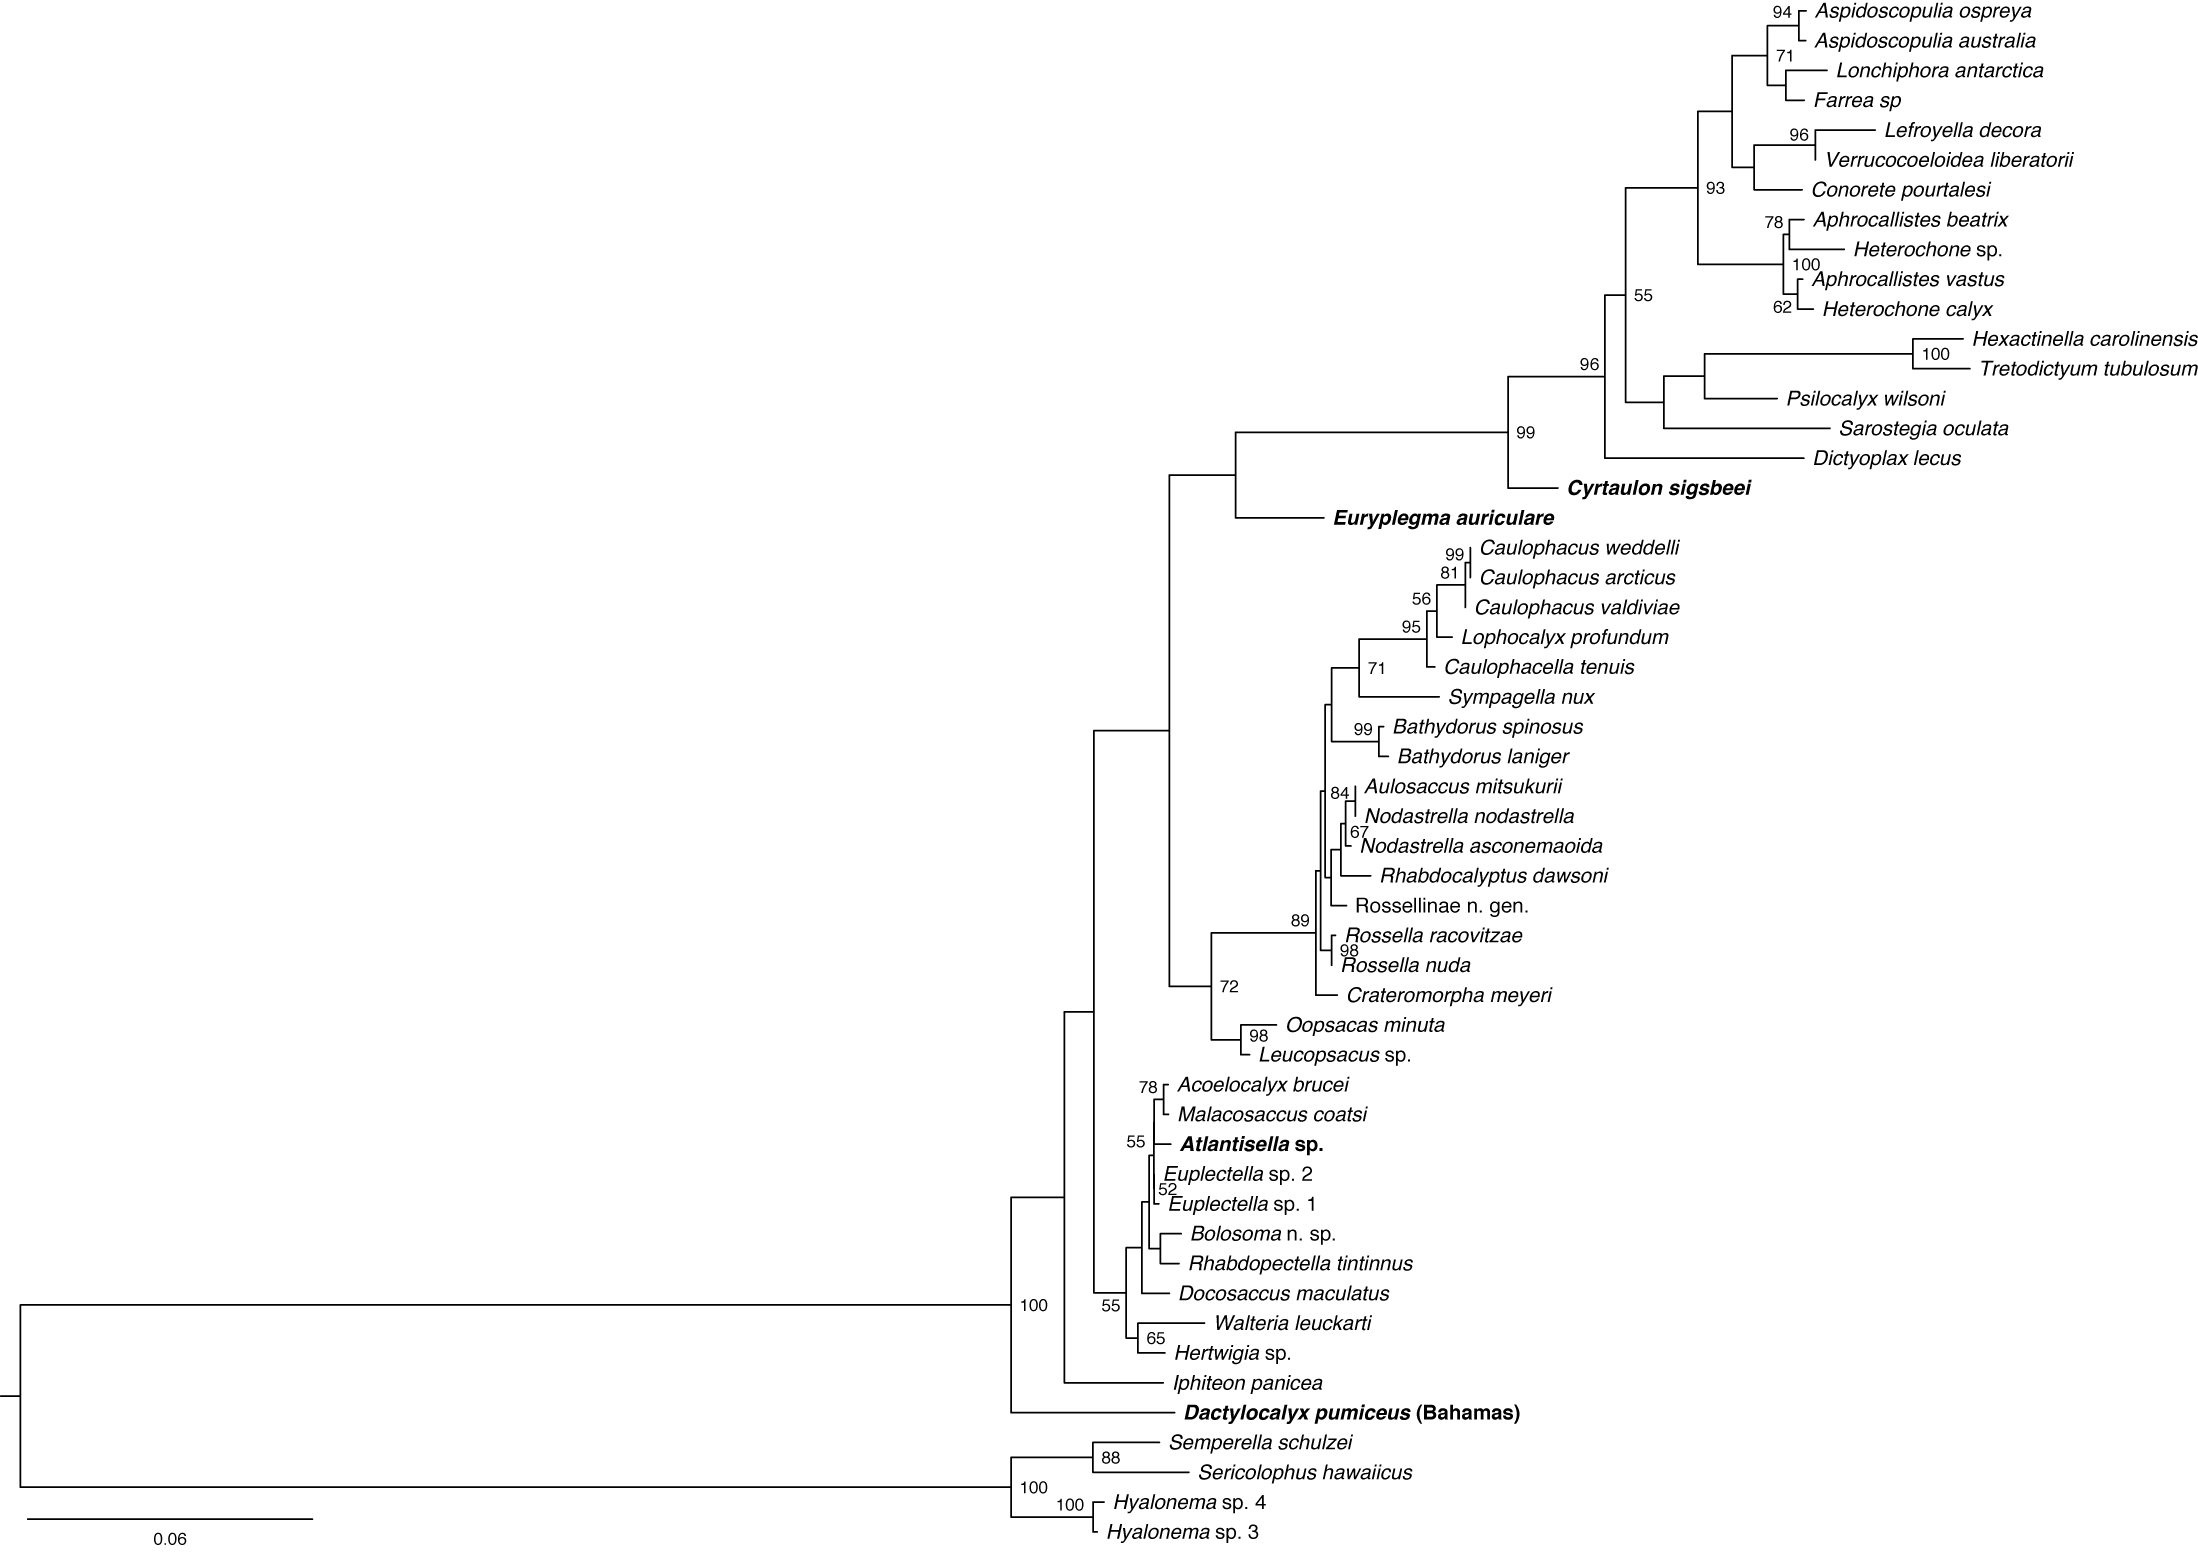 94
Aspidoscopulia ospreya
Aspidoscopulia australia
71
Lonchiphora antarctica
Farrea sp
96
Lefroyella decora
Verrucocoeloidea liberatorii
93
Conorete pourtalesi
78
Aphrocallistes beatrix
Heterochone sp.
100
Aphrocallistes vastus
55
62
Heterochone calyx
Hexactinella carolinensis
100
96
Tretodictyum tubulosum
Psilocalyx wilsoni
Sarostegia oculata
99
Dictyoplax lecus
Cyrtaulon sigsbeei
Euryplegma auriculare
99
Caulophacus weddelli
81
Caulophacus arcticus
56
Caulophacus valdiviae
95
Lophocalyx profundum
71
Caulophacella tenuis
Sympagella nux
99
Bathydorus spinosus
Bathydorus laniger
84
Aulosaccus mitsukurii
Nodastrella nodastrella
67
Nodastrella asconemaoida
Rhabdocalyptus dawsoni
Rossellinae n. gen.
89
Rossella racovitzae
98
Rossella nuda
72
Crateromorpha meyeri
Oopsacas minuta
98
Leucopsacus sp.
78
Acoelocalyx brucei
Malacosaccus coatsi
55
Atlantisella sp.
Euplectella sp. 2
52
Euplectella sp. 1
Bolosoma n. sp.
Rhabdopectella tintinnus
Docosaccus maculatus
55
100
Walteria leuckarti
65
Hertwigia sp.
Iphiteon panicea
Dactylocalyx pumiceus (Bahamas)
Semperella schulzei
88
Sericolophus hawaiicus
100
100
Hyalonema sp. 4
Hyalonema sp. 3
0.06